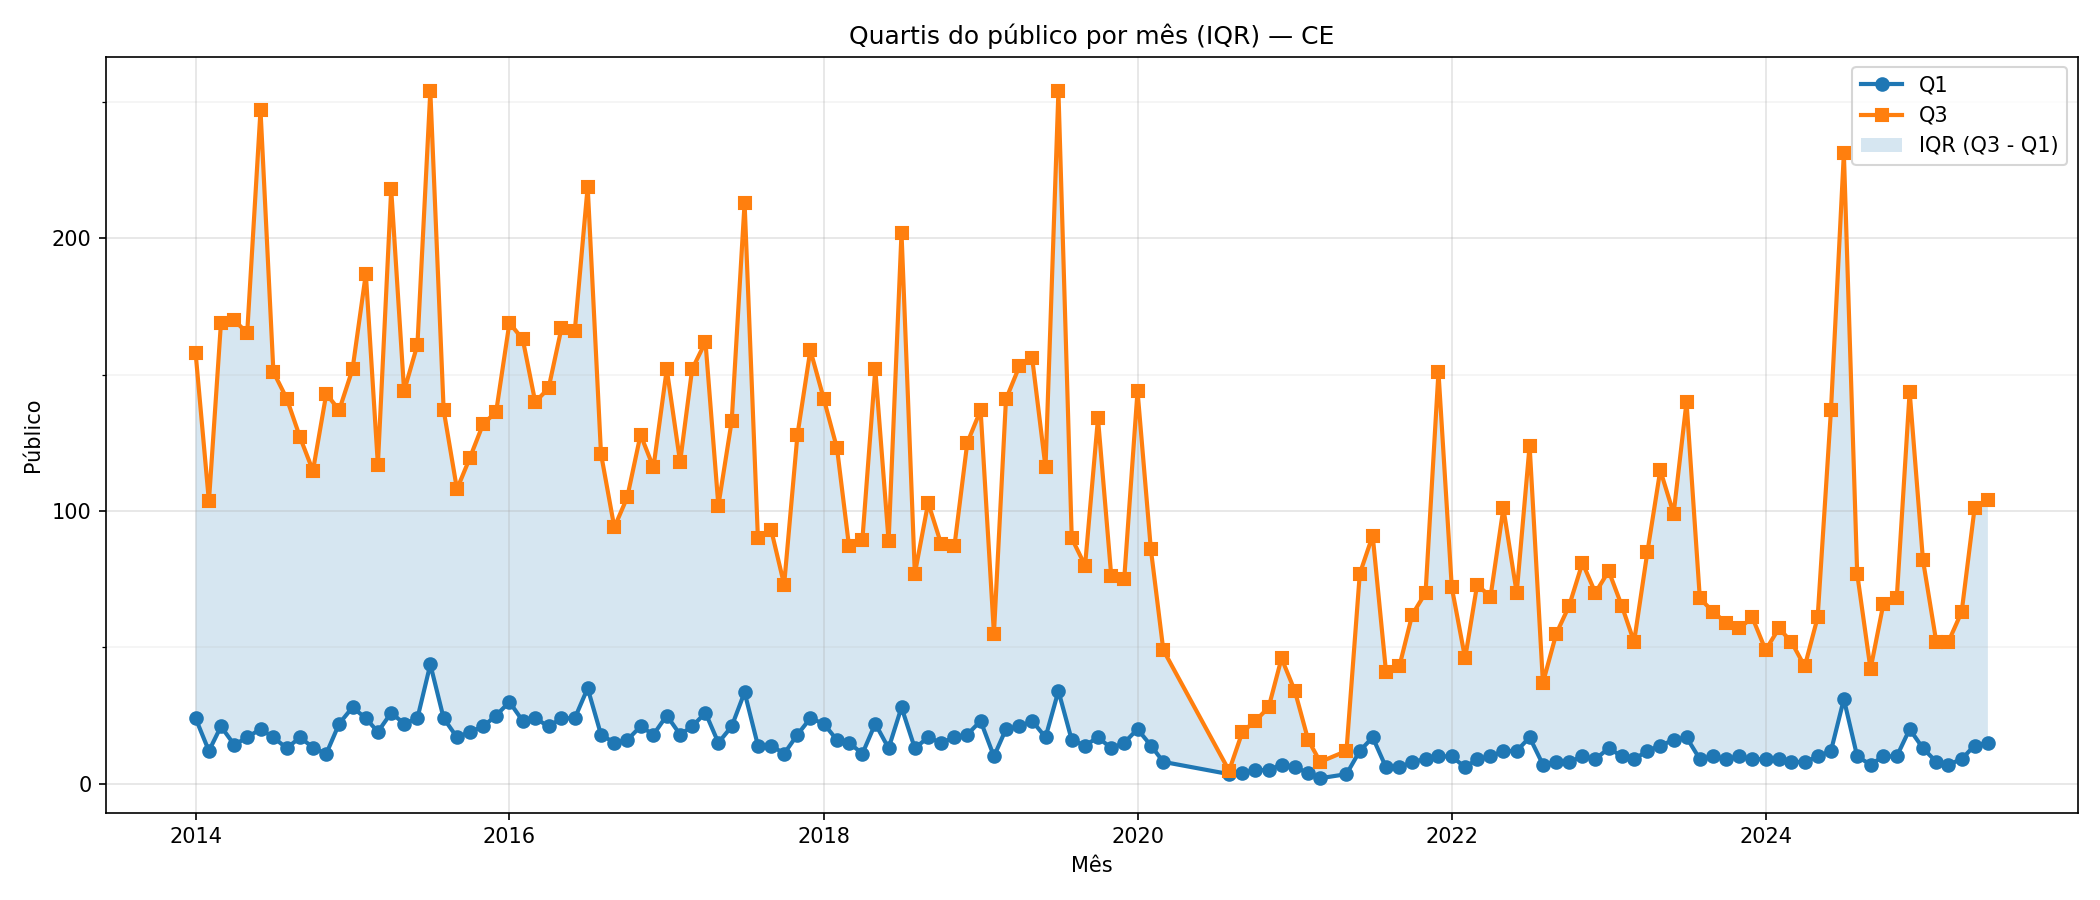 Quartis do público por mês (IQR) — CE
Q1
Q3
IQR (Q3 - Q1)
Público
200
100
0
2014
2016
2018
2020
2022
2024
Mês